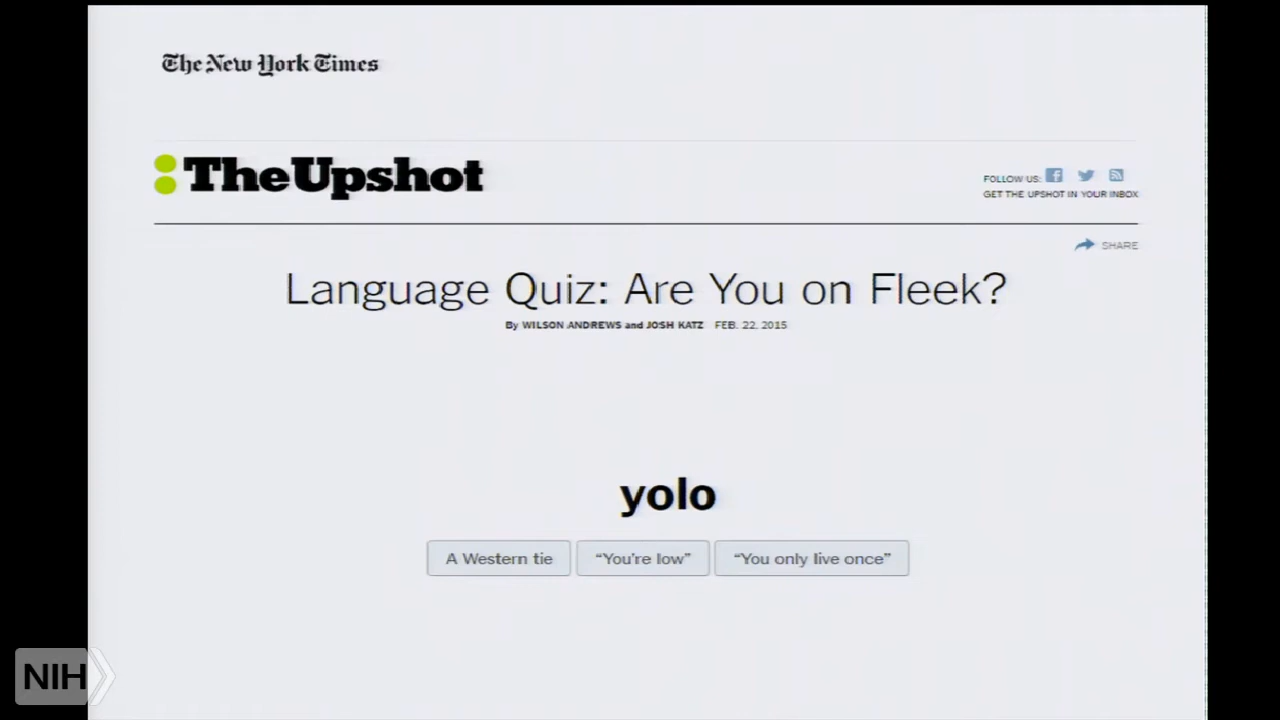 The New York Times
TheUpshot
FOLLOW US:
GET THE UPSHOT IN YOUR INBOX
SHARE
Language Quiz: Are You on Fleek?
By WILSON ANDREWS and JOSH KATZ FEB. 22, 2015
yolo
A Western tie
“You're low”
“You only live once”
NIH